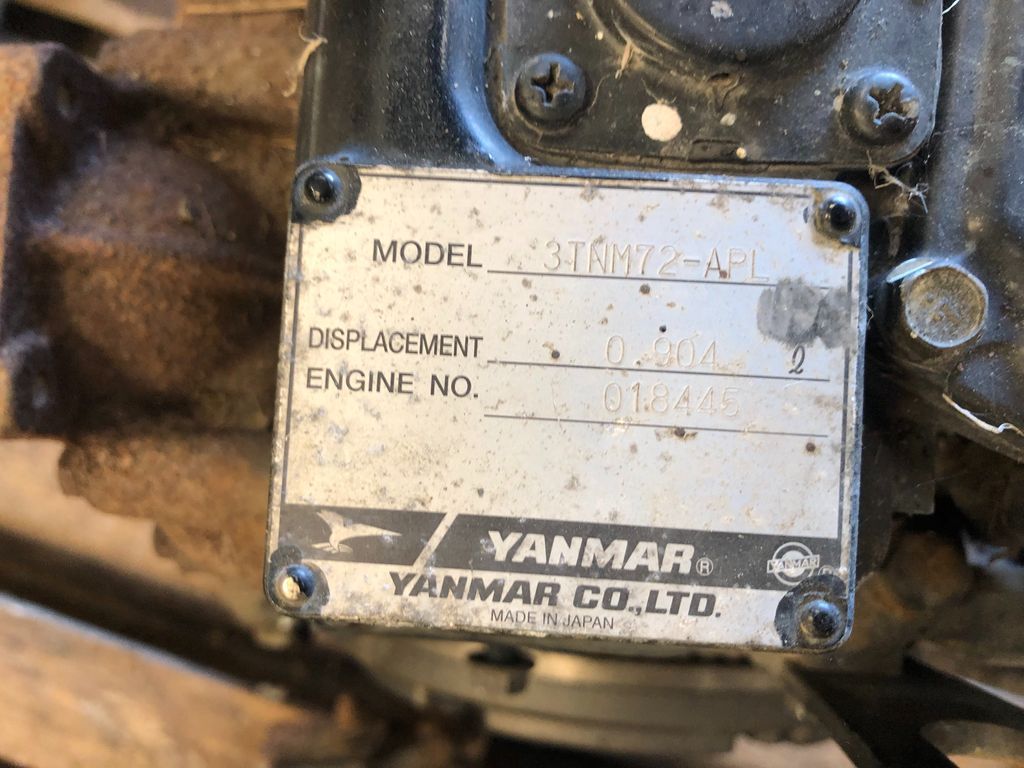 MODEL 3TNM72-APL
DISPLACEMENT 0.904 ℓ
ENGINE NO. 018445
YANMAR®
YANMAR
YANMAR CO.,LTD.
MADE IN JAPAN